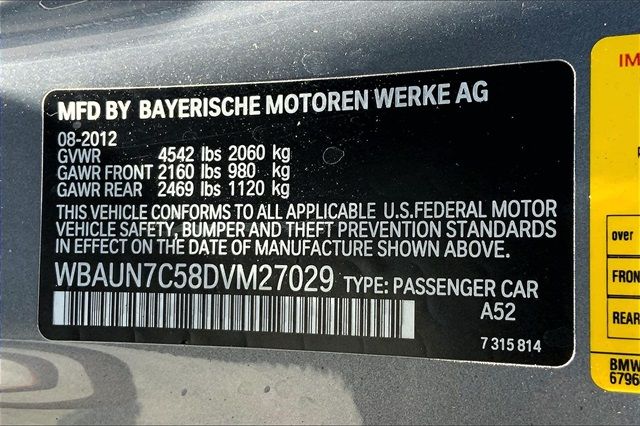 MFD BY BAYERISCHE MOTOREN WERKE AG
08-2012
GVWR 4542 lbs 2060 kg
GAWR FRONT 2160 lbs 980 kg
GAWR REAR 2469 lbs 1120 kg
THIS VEHICLE CONFORMS TO ALL APPLICABLE U.S.FEDERAL MOTOR
VEHICLE SAFETY, BUMPER, AND THEFT PREVENTION STANDARDS
IN EFFECT ON THE DATE OF MANUFACTURE SHOWN ABOVE.
WBAUN7C58DVM27029 TYPE: PASSENGER CAR
A52
7 315 814
over
FRON
REAR
BMW
6796